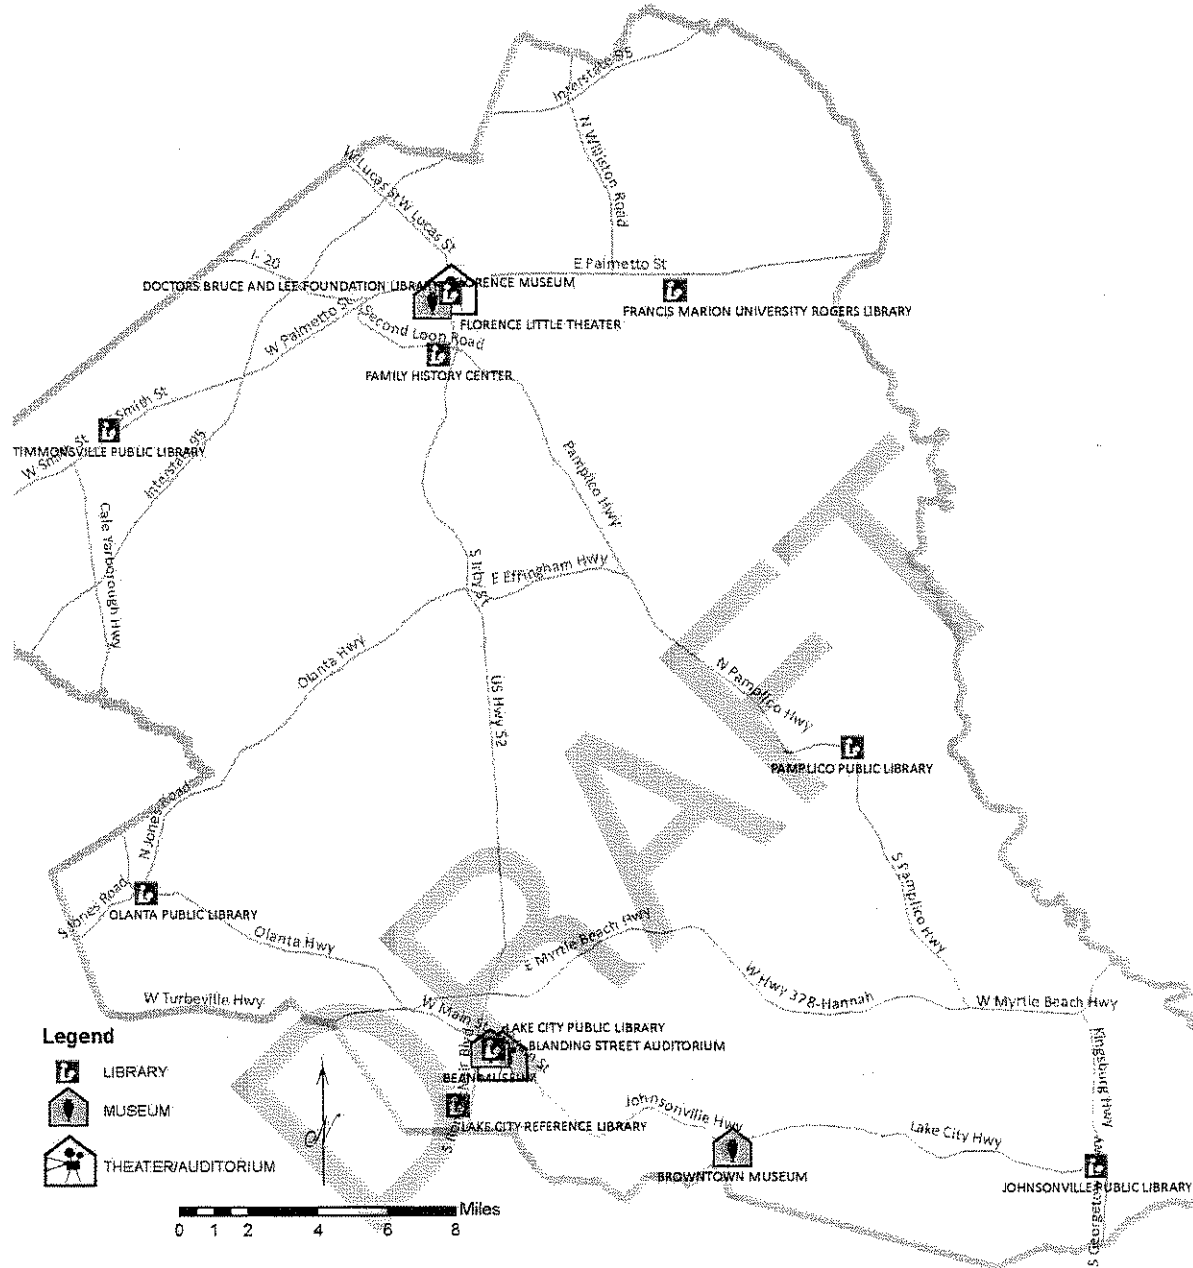 Interstate 95
N Williston Road
W Lucas St W Lucas St
I-20
E Palmetto St
DOCTORS BRUCE AND LEE FOUNDATION LIBRARY
FLORENCE MUSEUM
FRANCIS MARION UNIVERSITY ROGERS LIBRARY
W Palmetto St
FLORENCE LITTLE THEATER
Second Loop Road
FAMILY HISTORY CENTER
Smith St
TIMMONSVILLE PUBLIC LIBRARY
W Smith St
Interstate 95
Pamplico Hwy
Cale Yarborough Hwy
S Irby St
E Effingham Hwy
Olanta Hwy
US Hwy 52
N Pamplico Hwy
PAMPLICO PUBLIC LIBRARY
N Jones Road
S Jones Road
OLANTA PUBLIC LIBRARY
Olanta Hwy
S Pamplico Hwy
E Myrtle Beach Hwy
W Hwy 378-Hannah
W Myrtle Beach Hwy
W Turbeville Hwy
W Main St
LAKE CITY PUBLIC LIBRARY
BLANDING STREET AUDITORIUM
BEAN MUSEUM
LAKE CITY REFERENCE LIBRARY
Kingsburg Hwy
Johnsonville Hwy
Lake City Hwy
BROWNTOWN MUSEUM
JOHNSONVILLE PUBLIC LIBRARY
Legend
LIBRARY
MUSEUM
THEATER/AUDITORIUM
N
Miles
0 1 2 4 6 8
DRAFT